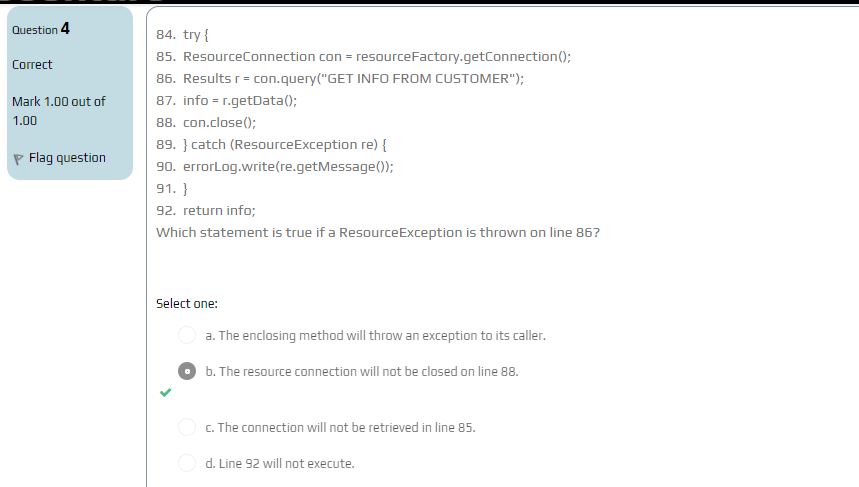 Question 4
Correct
Mark 1.00 out of
1.00
Flag question
84. try {
85. ResourceConnection con = resourceFactory.getConnection();
86. Results r = con.query("GET INFO FROM CUSTOMER");
87. info = r.getData();
88. con.close();
89. } catch (ResourceException re) {
90. errorLog.write(re.getMessage());
91. }
92. return info;
Which statement is true if a ResourceException is thrown on line 86?
Select one:
a. The enclosing method will throw an exception to its caller.
b. The resource connection will not be closed on line 88.
c. The connection will not be retrieved in line 85.
d. Line 92 will not execute.